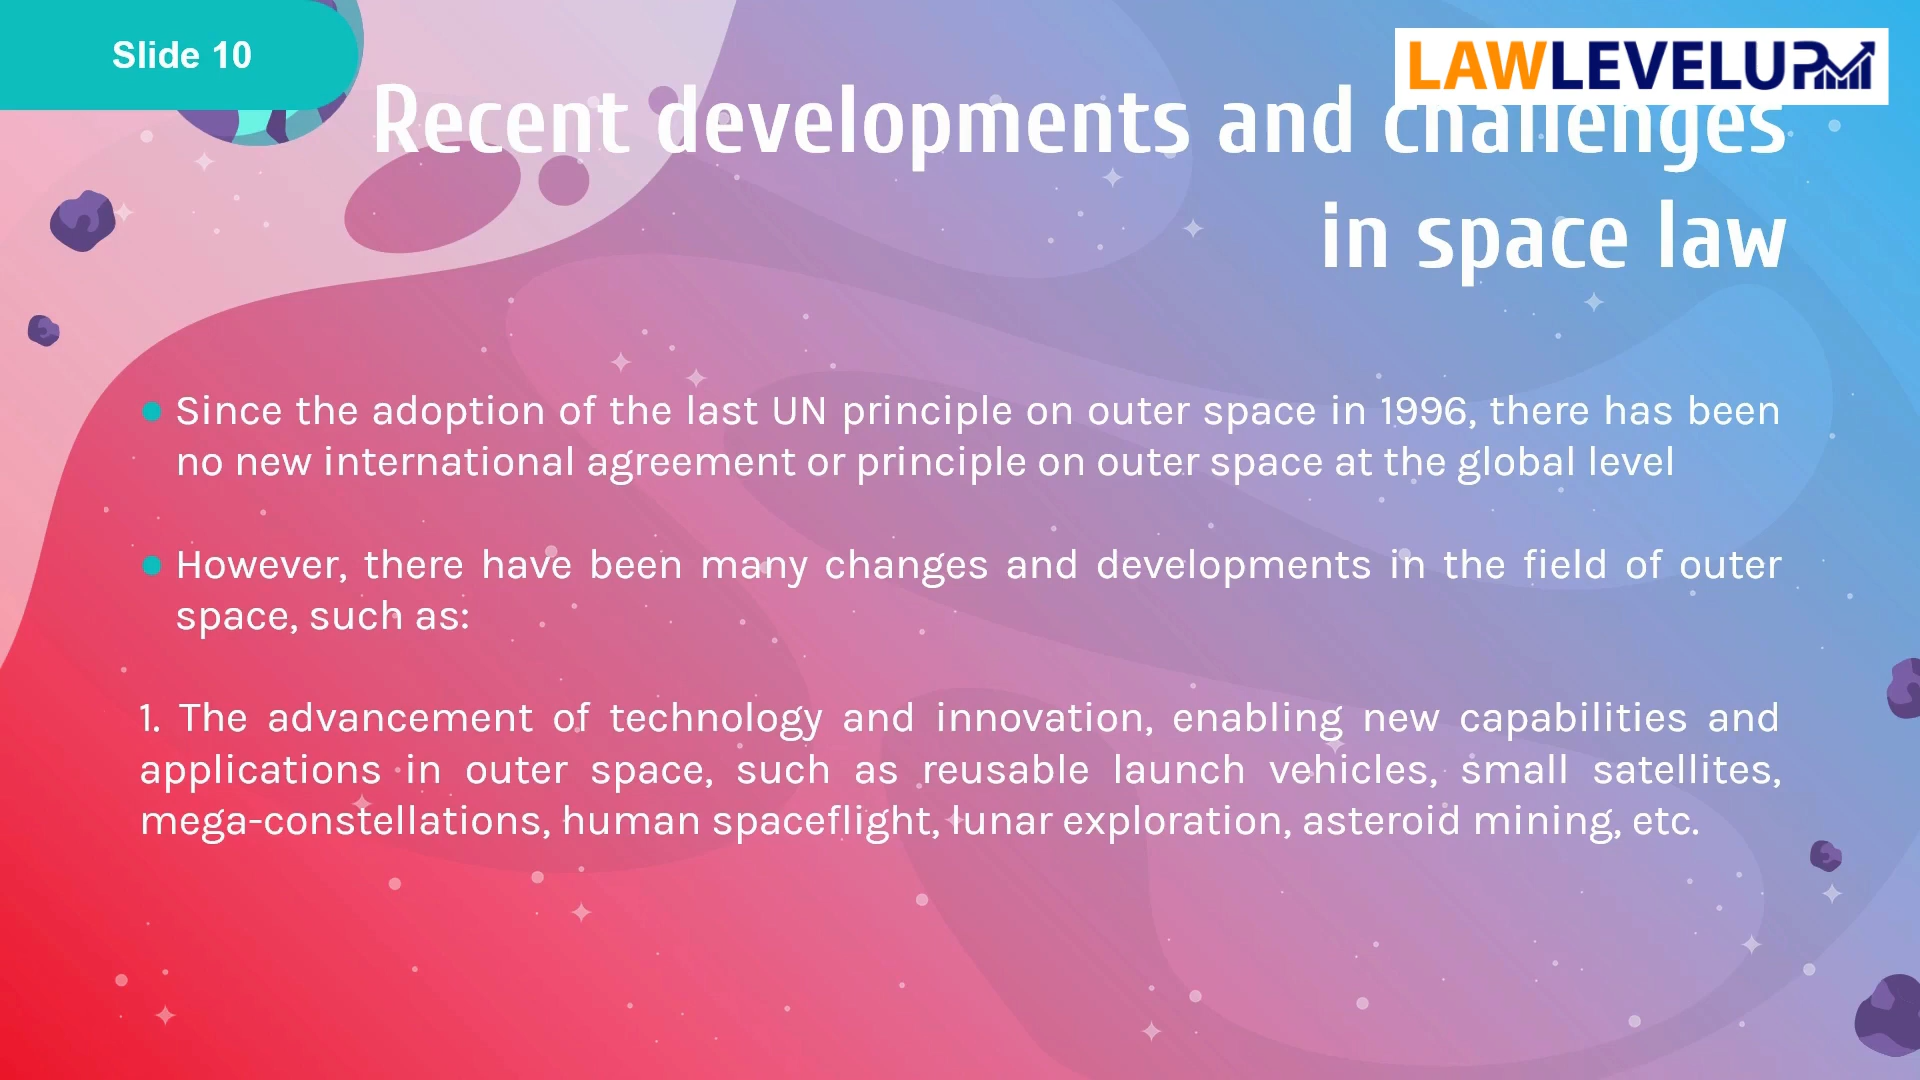 Slide 10
LAWLEVELUP
Recent developments and challenges
in space law
Since the adoption of the last UN principle on outer space in 1996, there has been
no new international agreement or principle on outer space at the global level
However, there have been many changes and developments in the field of outer
space, such as:
1. The advancement of technology and innovation, enabling new capabilities and
applications in outer space, such as reusable launch vehicles, small satellites,
mega-constellations, human spaceflight, lunar exploration, asteroid mining, etc.